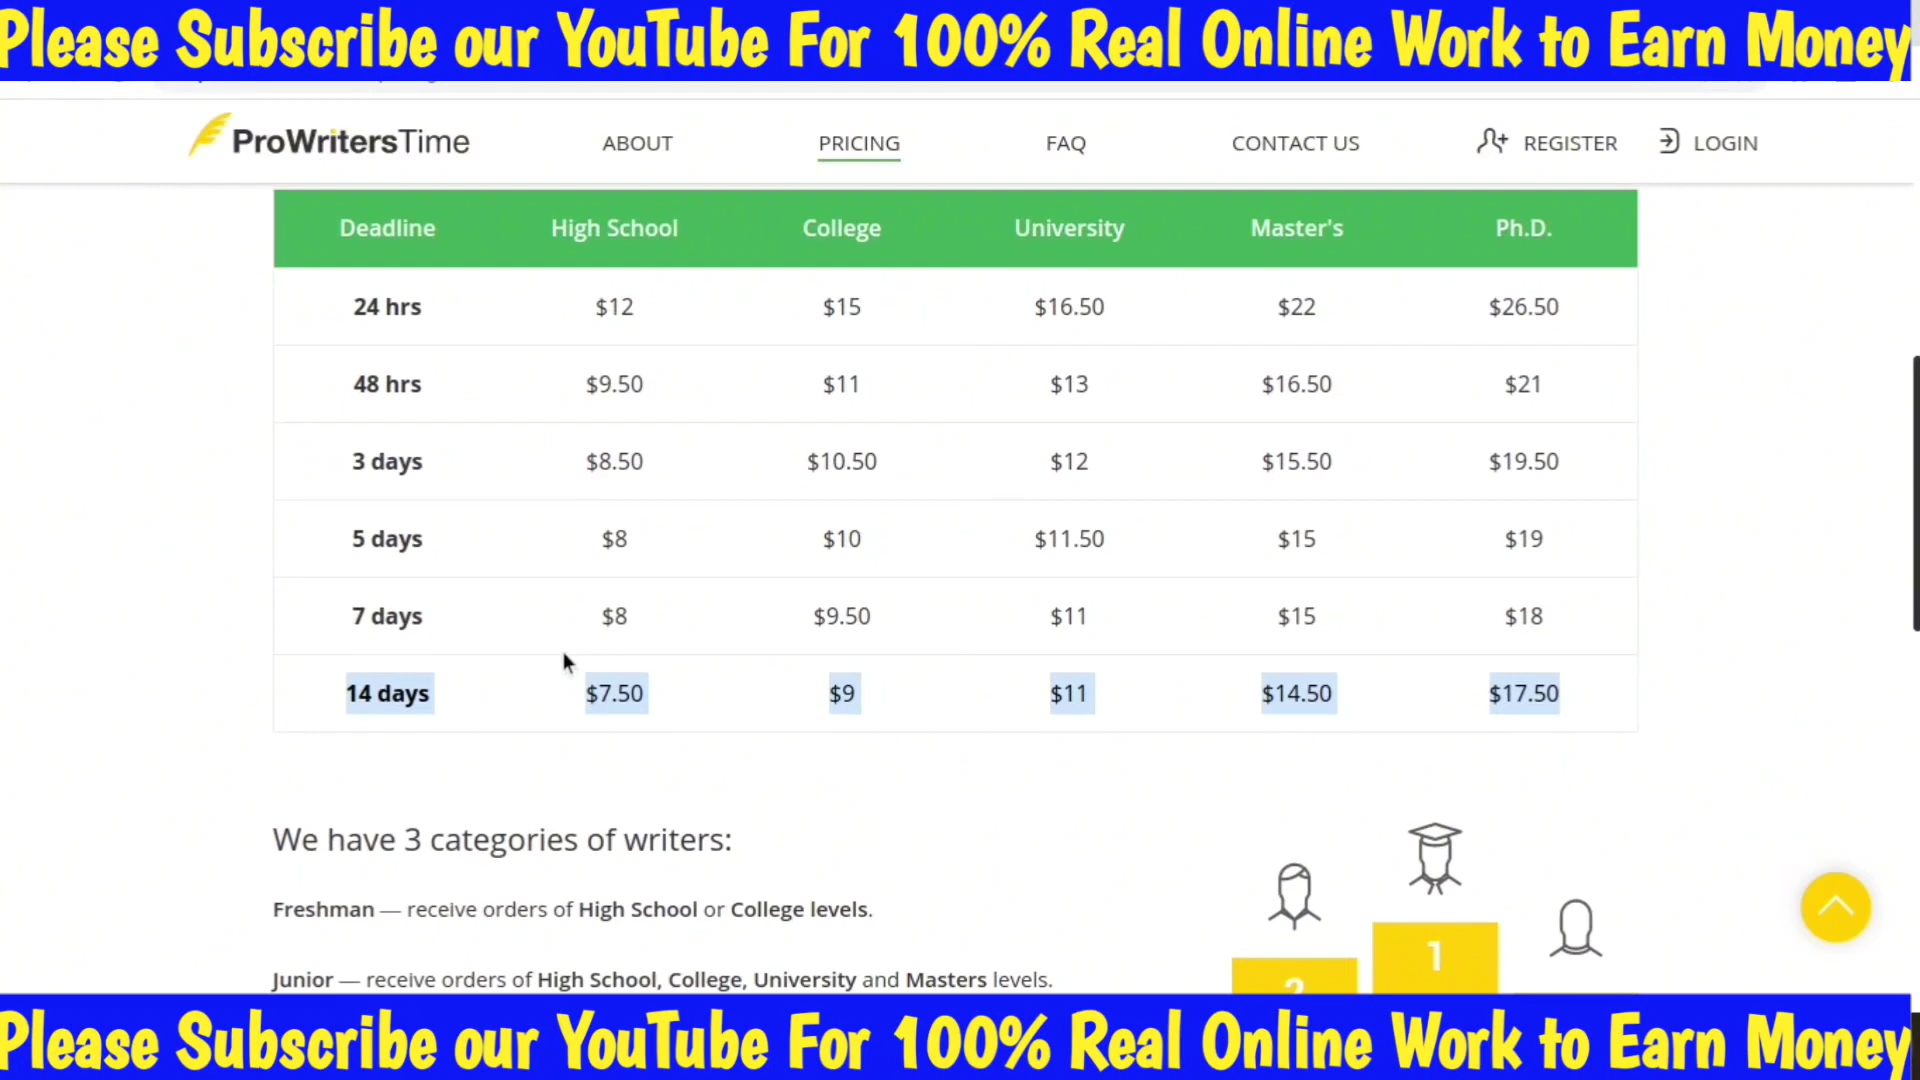 Please Subscribe our YouTube For 100% Real Online Work to Earn Money
ProWritersTime ABOUT PRICING FAQ CONTACT US REGISTER LOGIN
Deadline High School College University Master's Ph.D.
24 hrs $12 $15 $16.50 $22 $26.50
48 hrs $9.50 $11 $13 $16.50 $21
3 days $8.50 $10.50 $12 $15.50 $19.50
5 days $8 $10 $11.50 $15 $19
7 days $8 $9.50 $11 $15 $18
14 days $7.50 $9 $11 $14.50 $17.50
We have 3 categories of writers:
Freshman — receive orders of High School or College levels.
1
Junior — receive orders of High School, College, University and Masters levels.
2
Please Subscribe our YouTube For 100% Real Online Work to Earn Money